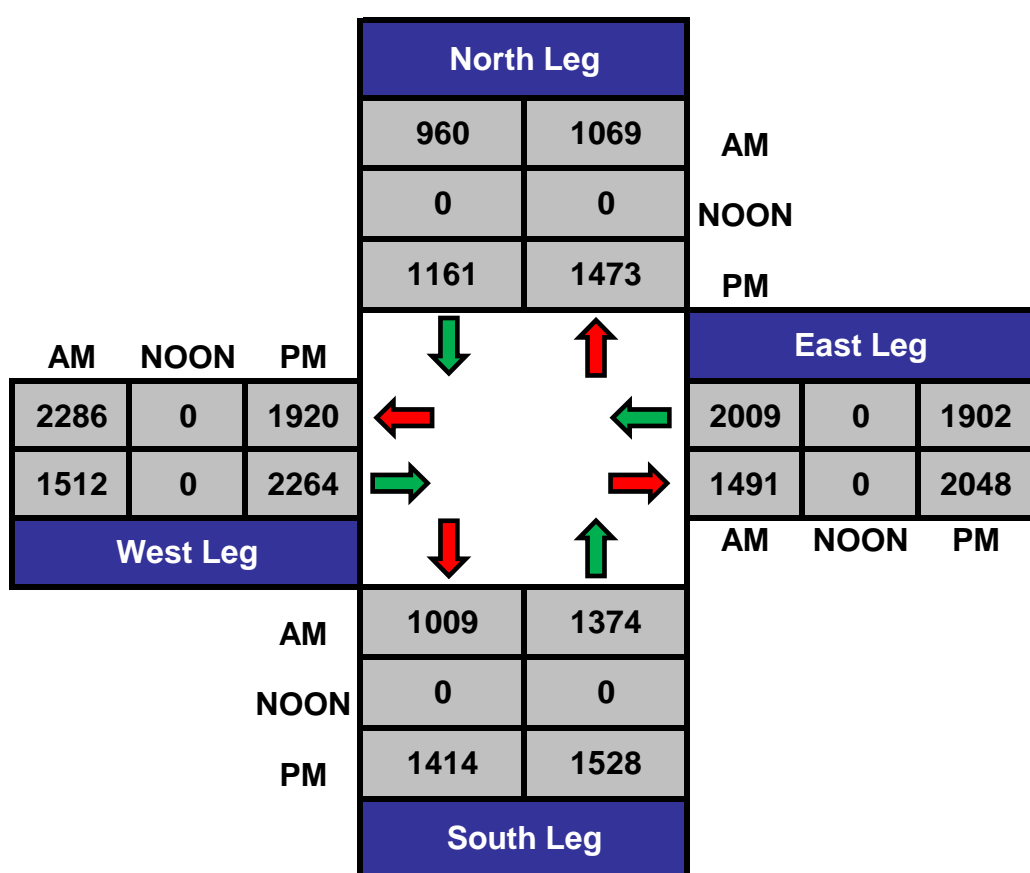 North Leg
960 1069 AM
0 0 NOON
1161 1473 PM
AM NOON PM East Leg
2286 0 1920 2009 0 1902
1512 0 2264 1491 0 2048
West Leg AM NOON PM
AM 1009 1374
NOON 0 0
PM 1414 1528
South Leg